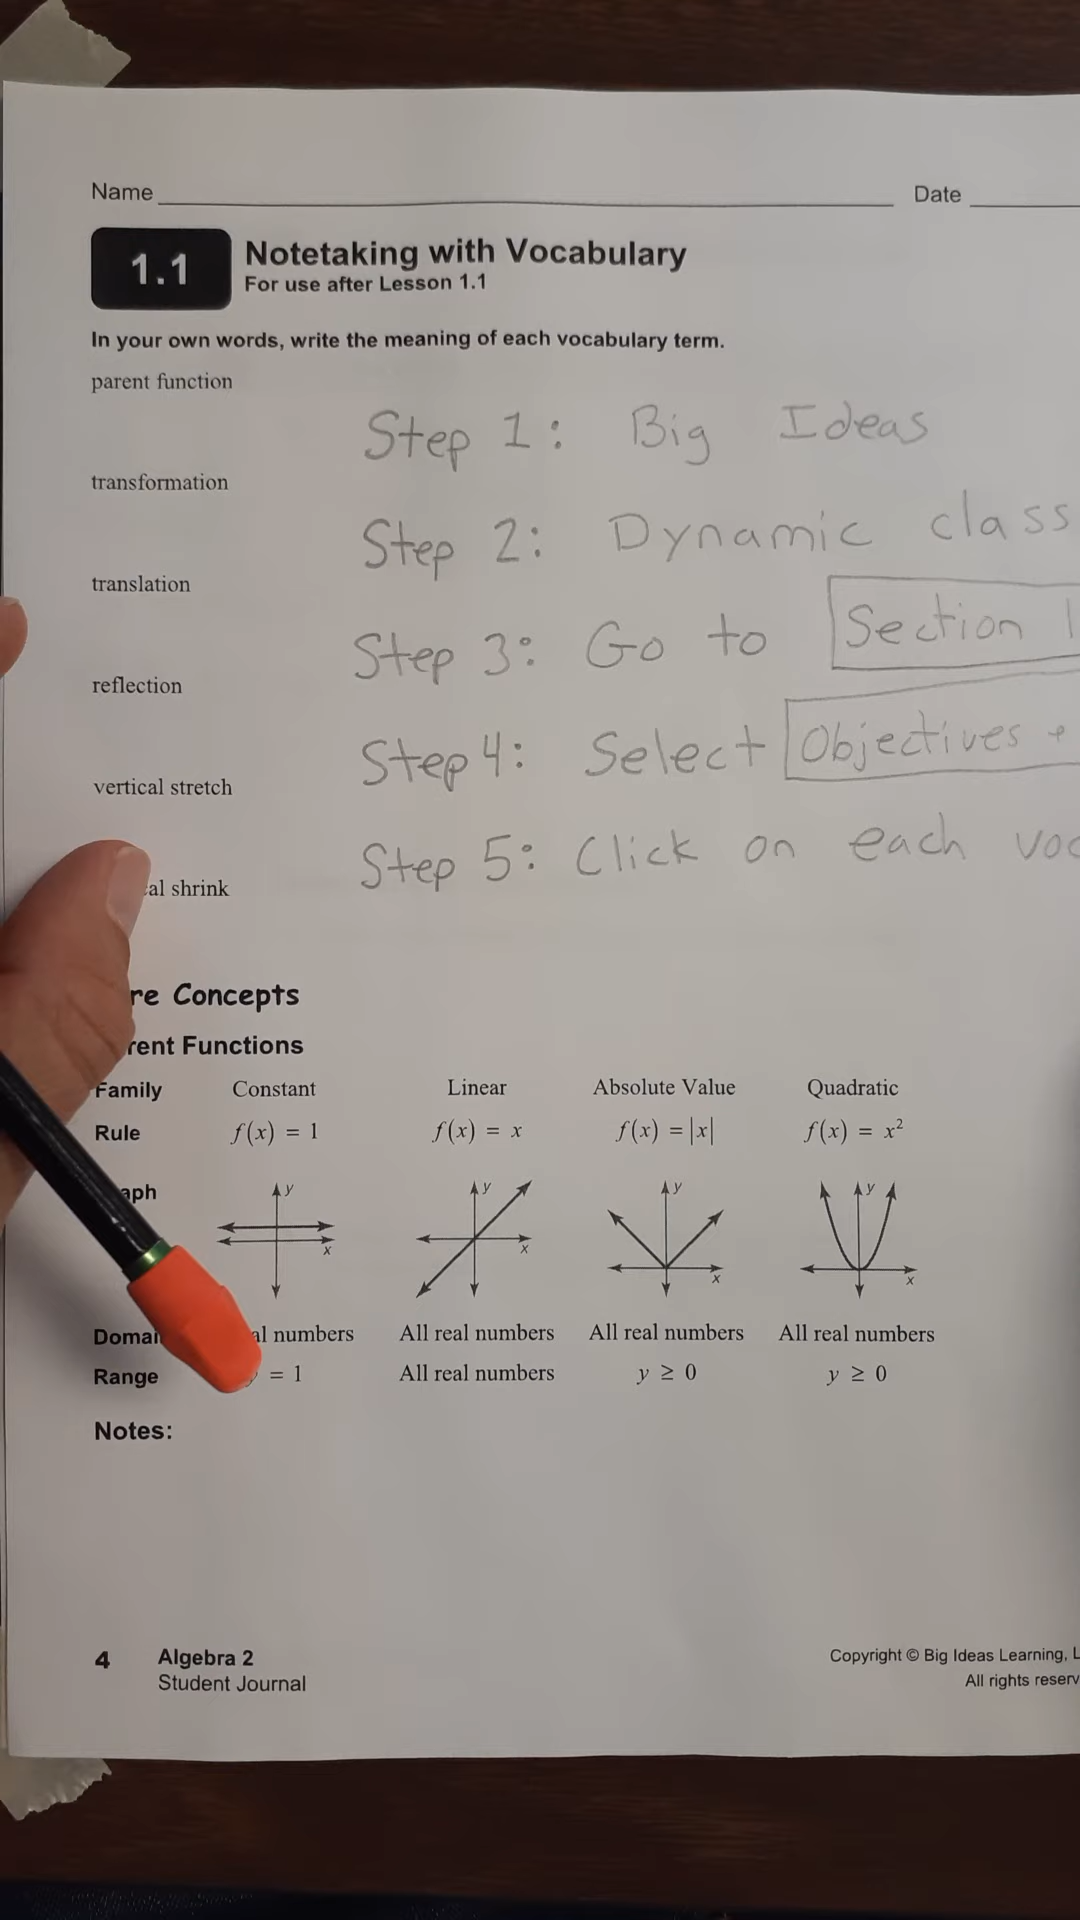 Name Date
1.1 Notetaking with Vocabulary
For use after Lesson 1.1
In your own words, write the meaning of each vocabulary term.
parent function
Step 1: Big Ideas
transformation
Step 2: Dynamic class
translation
Step 3: Go to Section 1
reflection
Step 4: Select Objectives +
vertical stretch
Step 5: Click on each voc
al shrink
re Concepts
rent Functions
Family Constant Linear Absolute Value Quadratic
Rule f(x) = 1 f(x) = x f(x) = |x| f(x) = x²
aph y y y y
x x x x
Domai al numbers All real numbers All real numbers All real numbers
Range = 1 All real numbers y ≥ 0 y ≥ 0
Notes:
4 Algebra 2
Student Journal
Copyright © Big Ideas Learning, L
All rights reserv